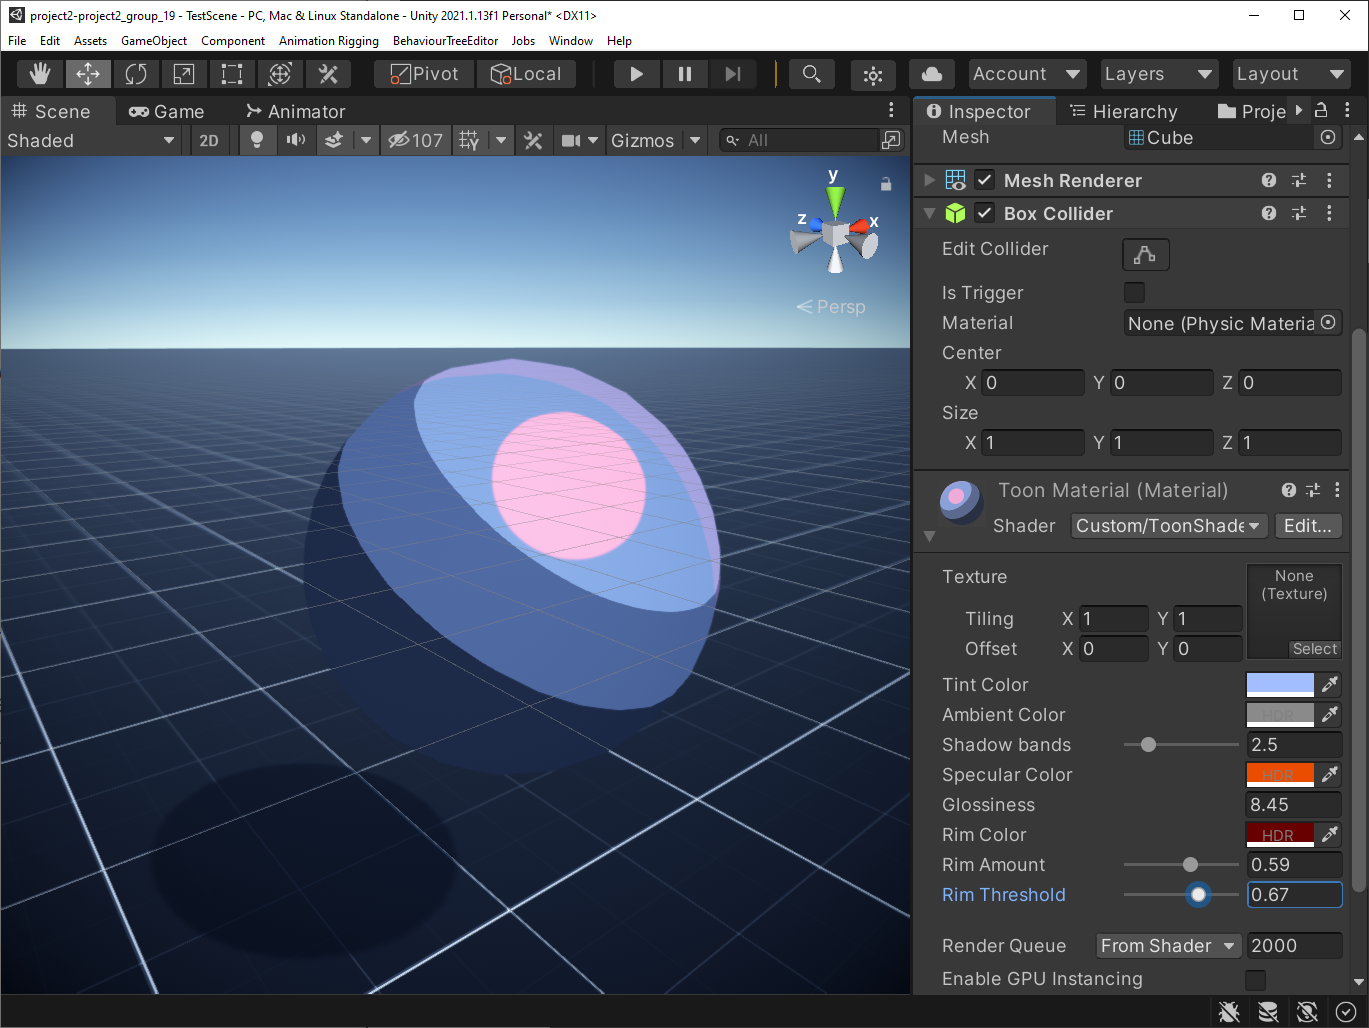 project2-project2_group_19 - TestScene - PC, Mac & Linux Standalone - Unity 2021.1.13f1 Personal* <DX11>
File Edit Assets GameObject Component Animation Rigging BehaviourTreeEditor Jobs Window Help
Pivot Local Account Layers Layout
Scene Game Animator
Shaded 2D 107 Gizmos All
y
z x
Persp
Inspector Hierarchy Proje
Mesh Cube
Mesh Renderer
Box Collider
Edit Collider
Is Trigger
Material None (Physic Materia
Center
X 0 Y 0 Z 0
Size
X 1 Y 1 Z 1
Toon Material (Material)
Shader Custom/ToonShade Edit...
Texture None
(Texture)
Tiling X 1 Y 1
Offset X 0 Y 0
Select
Tint Color
Ambient Color HDR
Shadow bands 2.5
Specular Color HDR
Glossiness 8.45
Rim Color HDR
Rim Amount 0.59
Rim Threshold 0.67
Render Queue From Shader 2000
Enable GPU Instancing